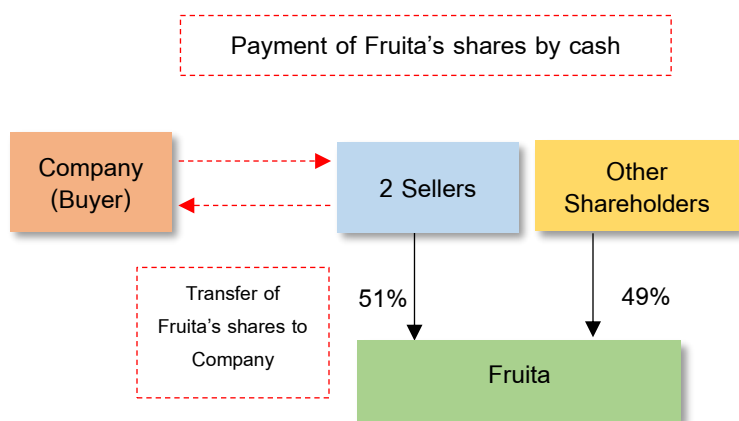 Payment of Fruita’s shares by cash
Company
(Buyer)
2 Sellers
Other
Shareholders
Transfer of
Fruita’s shares to
Company
51%
49%
Fruita